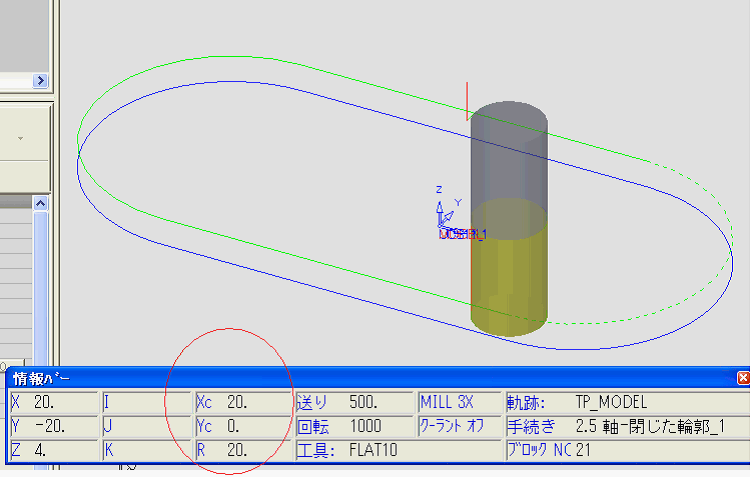 Z
Y
情報ﾊﾞｰ
X 20. I Xc 20. 送り 500. MILL 3X 軌跡: TP_MODEL
Y -20. J Yc 0. 回転 1000 ｸｰﾗﾝﾄ ｵﾌ 手続き 2.5 軸-閉じた輪郭_1
Z 4. K R 20. 工具: FLAT10 ﾌﾞﾛｯｸ NC 21